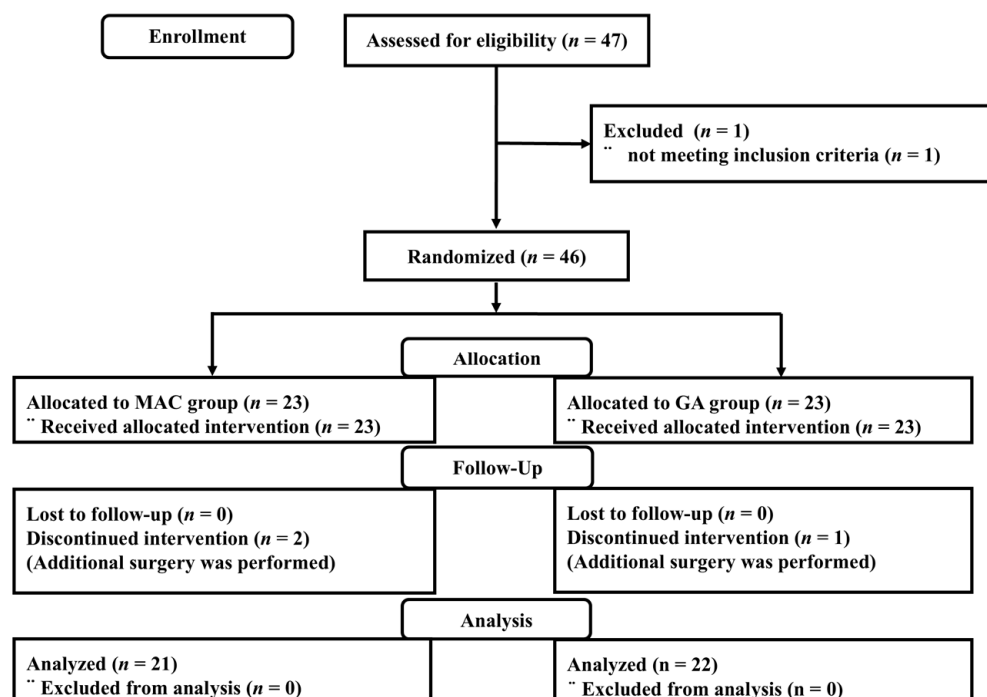 Enrollment
Assessed for eligibility (n = 47)
Excluded (n = 1)
¨ not meeting inclusion criteria (n = 1)
Randomized (n = 46)
Allocation
Allocated to MAC group (n = 23)
¨ Received allocated intervention (n = 23)
Allocated to GA group (n = 23)
¨ Received allocated intervention (n = 23)
Follow-Up
Lost to follow-up (n = 0)
Discontinued intervention (n = 2)
(Additional surgery was performed)
Lost to follow-up (n = 0)
Discontinued intervention (n = 1)
(Additional surgery was performed)
Analysis
Analyzed (n = 21)
¨ Excluded from analysis (n = 0)
Analyzed (n = 22)
¨ Excluded from analysis (n = 0)